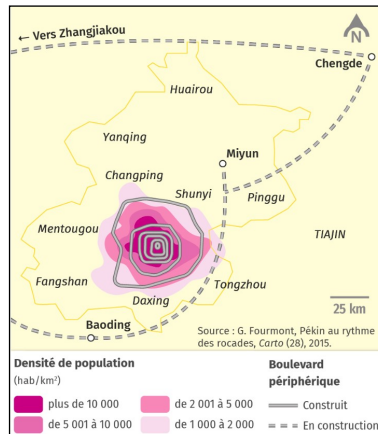 ← Vers Zhangjiakou
N
Chengde
Huairou
Yanqing
Miyun
Changping
Shunyi
Pinggu
Mentougou
TIAJIN
Fangshan
Tongzhou
Daxing
25 km
Baoding
Source : G. Fourmont, Pékin au rythme
des rocades, Carto (28), 2015.
Densité de population
(hab/km²)
plus de 10 000
de 5 001 à 10 000
de 2 001 à 5 000
de 1 000 à 2 000
Boulevard
périphérique
Construit
En construction